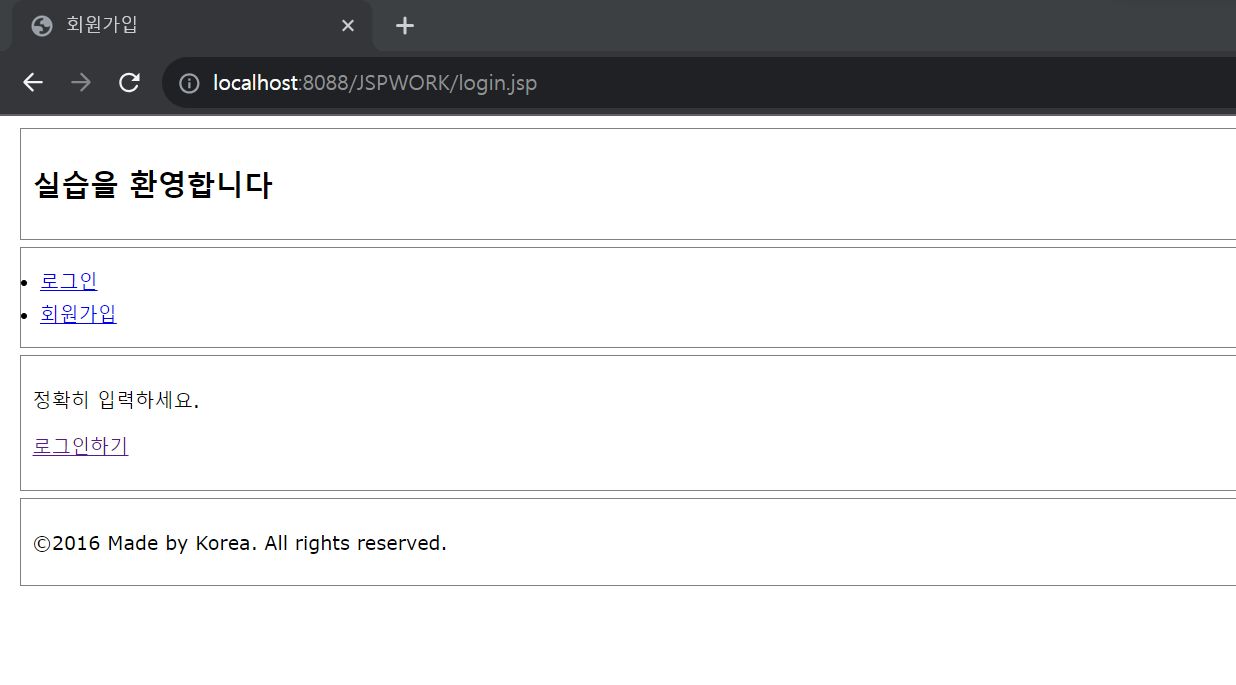 회원가입
localhost:8088/JSPWORK/login.jsp
실습을 환영합니다
로그인
회원가입
정확히 입력하세요.
로그인하기
©2016 Made by Korea. All rights reserved.